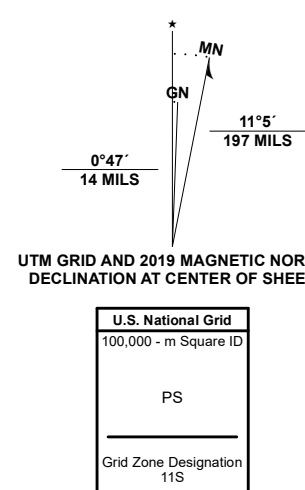 ★
MN
GN
11°5´
197 MILS
0°47´
14 MILS
UTM GRID AND 2019 MAGNETIC NOR
DECLINATION AT CENTER OF SHEE
U.S. National Grid
100,000 - m Square ID
PS
Grid Zone Designation
11S